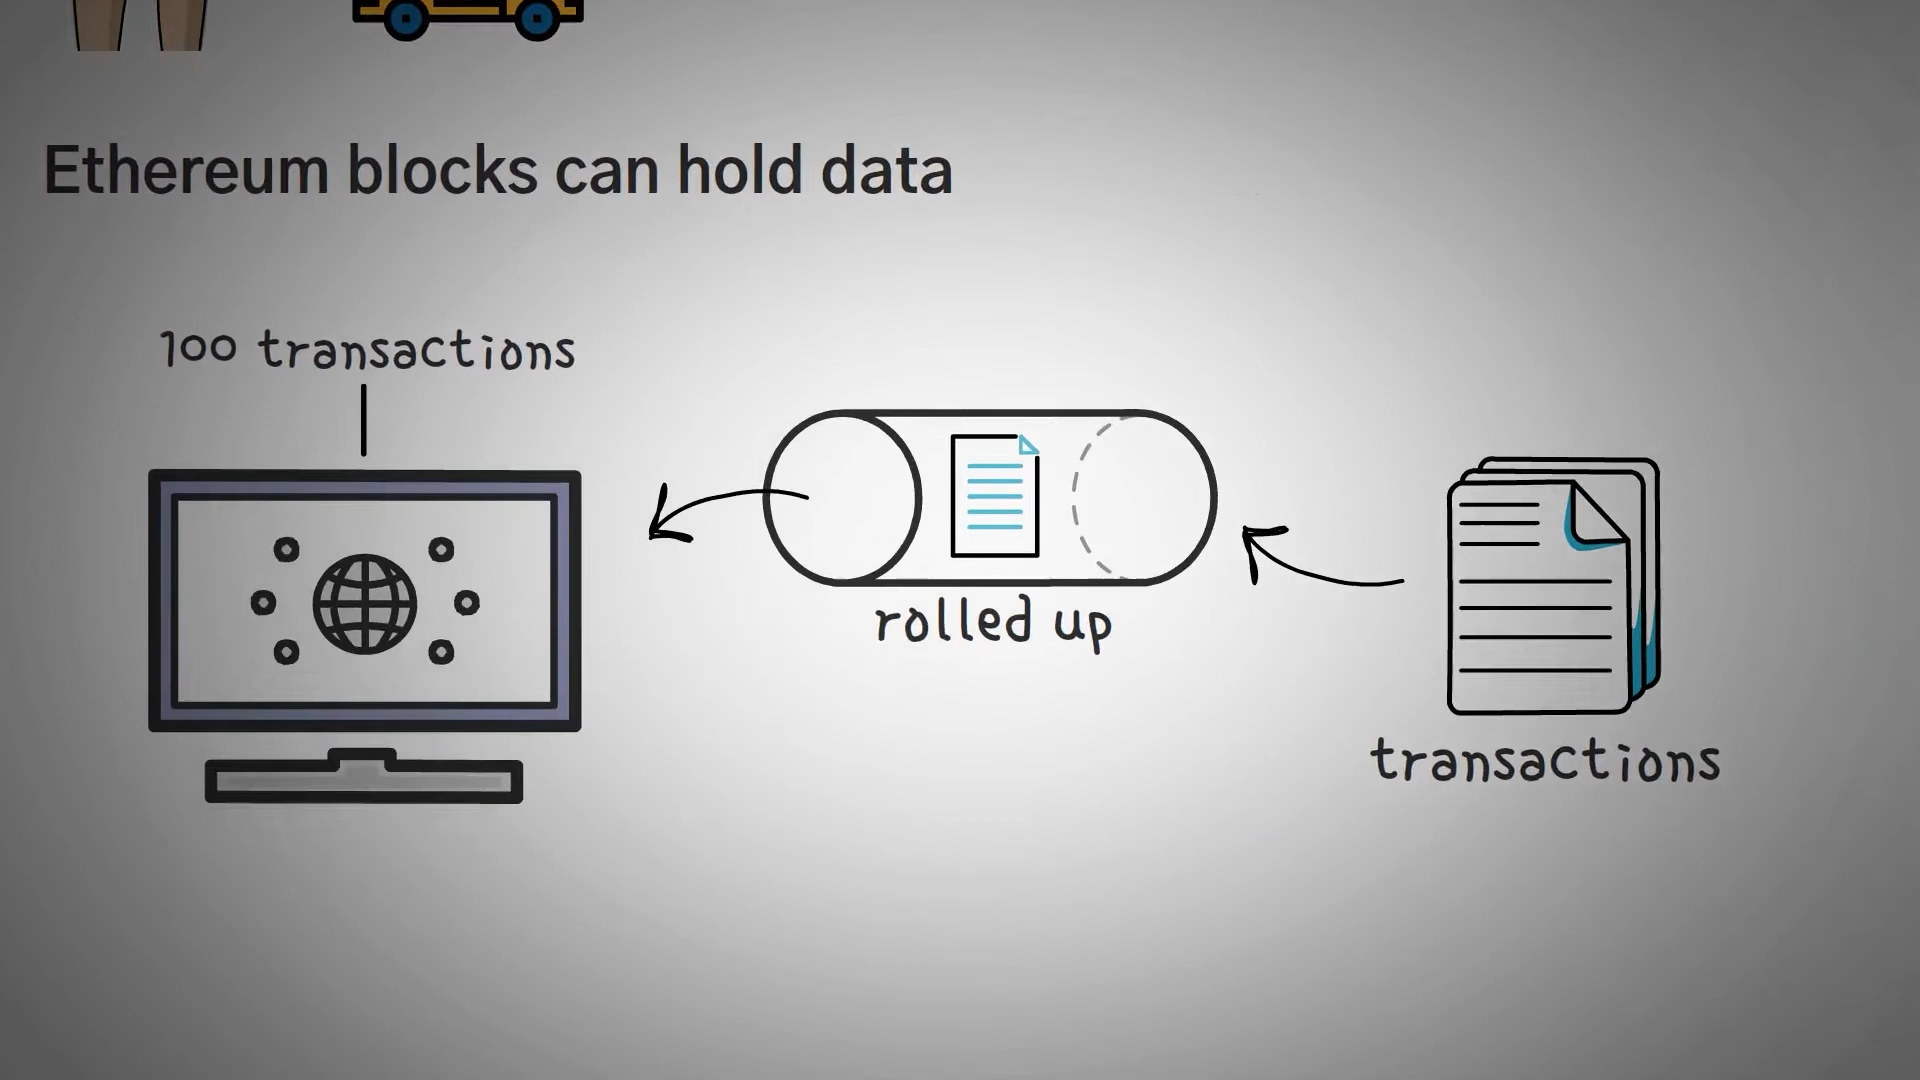 Ethereum blocks can hold data
100 transactions
rolled up
transactions